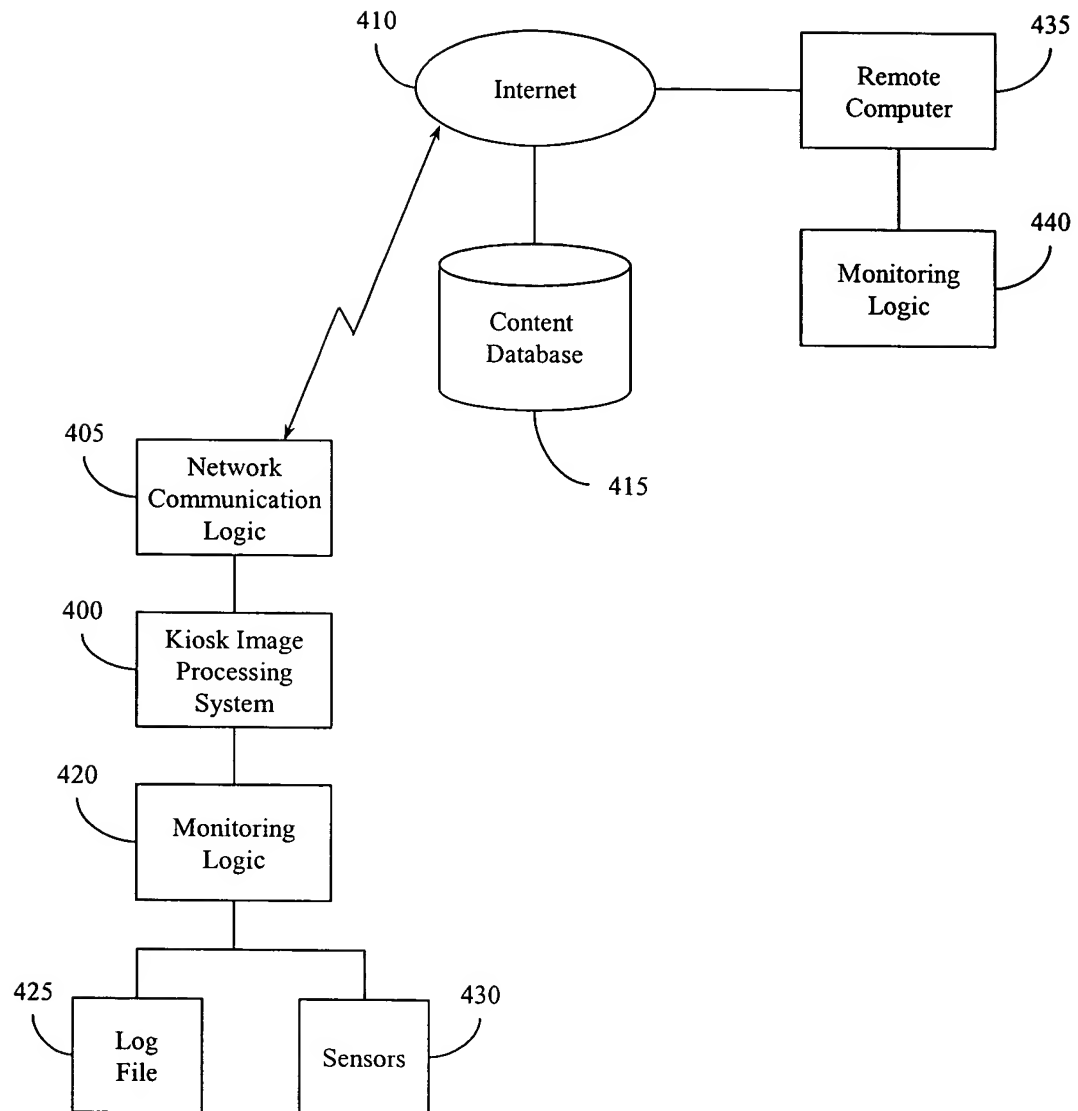 410
Internet
435
Remote
Computer
440
Monitoring
Logic
Content
Database
415
405
Network
Communication
Logic
400
Kiosk Image
Processing
System
420
Monitoring
Logic
425
Log
File
430
Sensors